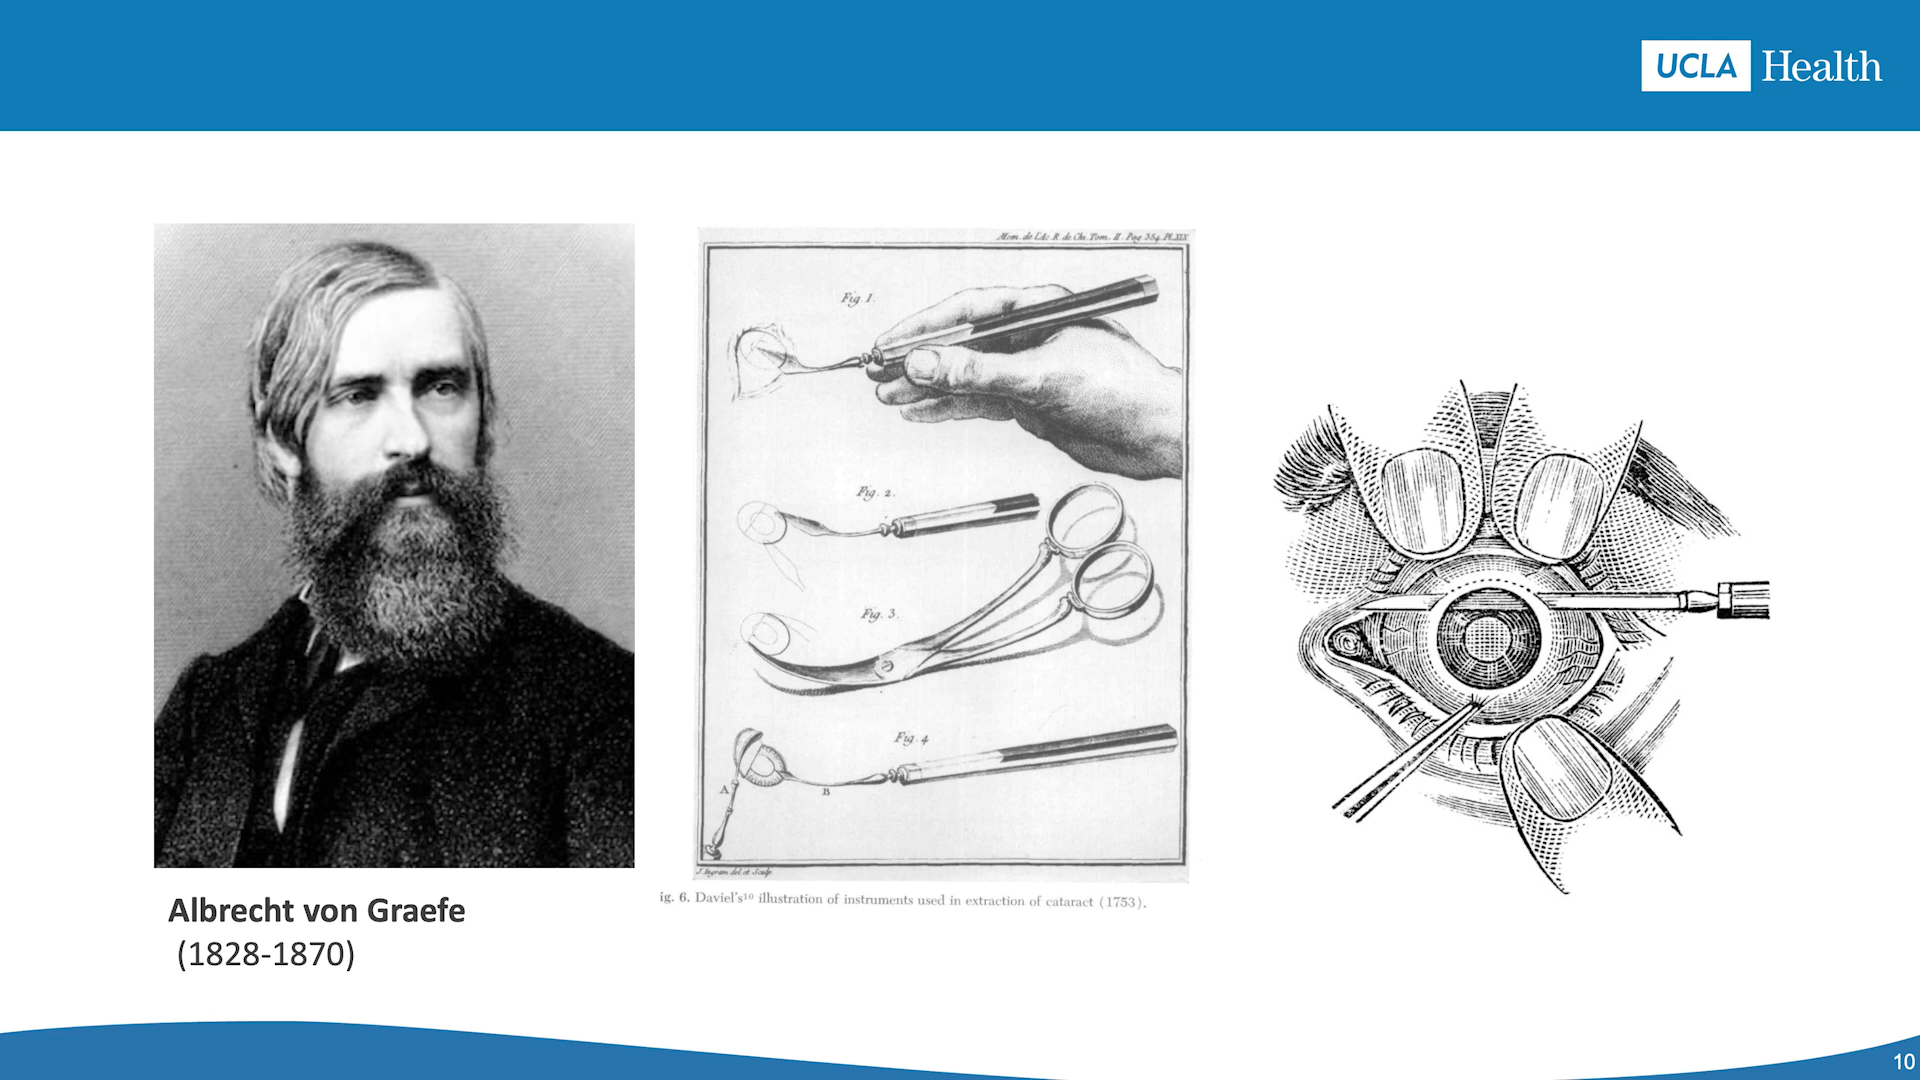 UCLA Health
Mem. de l'Ac. R. de Chi. Tom. II. Pag. 354. Pl. XIX
Fig. 1.
Fig. 2.
Fig. 3.
Fig. 4
A
B
J. Ingram del. et Sculp.
ig. 6. Daviel's¹⁰ illustration of instruments used in extraction of cataract (1753).
Albrecht von Graefe
(1828-1870)
10